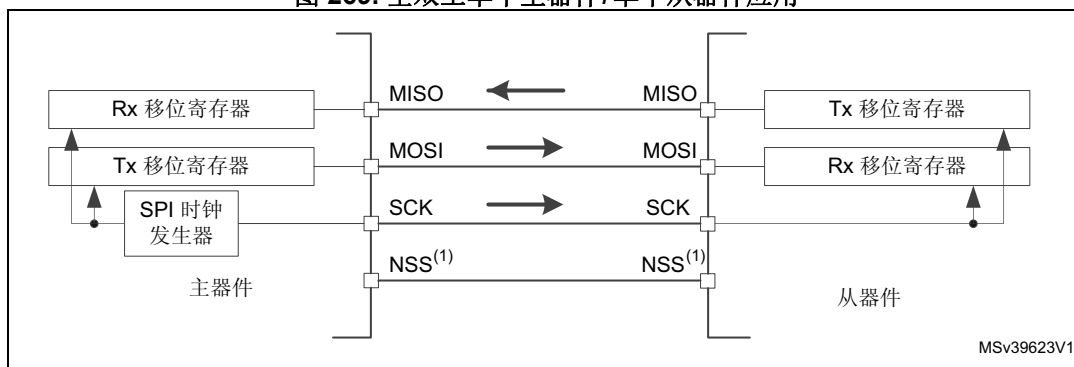 MISO MISO
Rx 移位寄存器 Tx 移位寄存器
MOSI MOSI
Tx 移位寄存器 Rx 移位寄存器
SPI 时钟
发生器
SCK SCK
NSS(1) NSS(1)
主器件 从器件
MSv39623V1